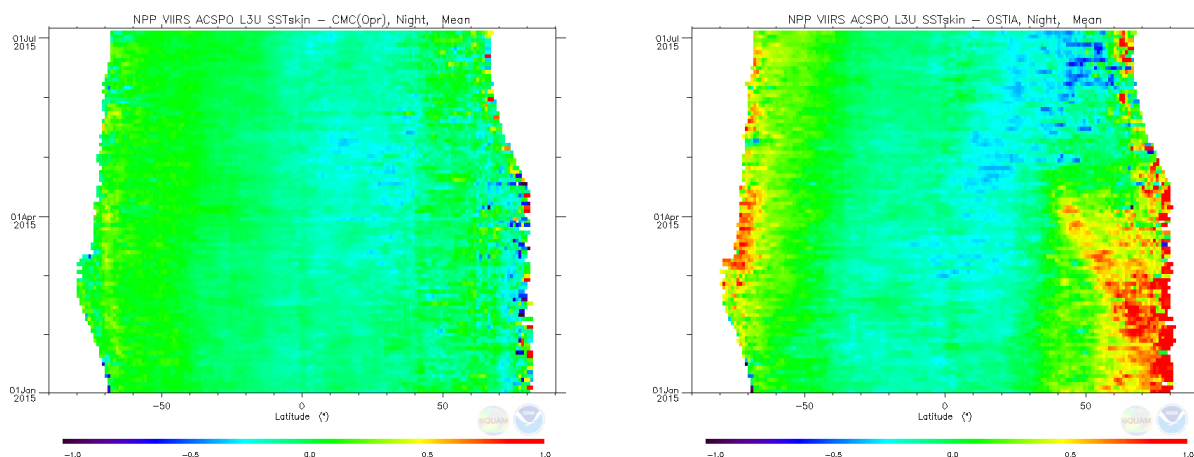 NPP VIIRS ACSPO L3U SSTskin – CMC(Opr), Night, Mean
01Jul
2015
01Apr
2015
01Jan
2015
−50
0
50
Latitude (°)
SQUAM
−1.0
−0.5
0.0
0.5
1.0
NPP VIIRS ACSPO L3U SSTskin – OSTIA, Night, Mean
01Jul
2015
01Apr
2015
01Jan
2015
−50
0
50
Latitude (°)
SQUAM
−1.0
−0.5
0.0
0.5
1.0